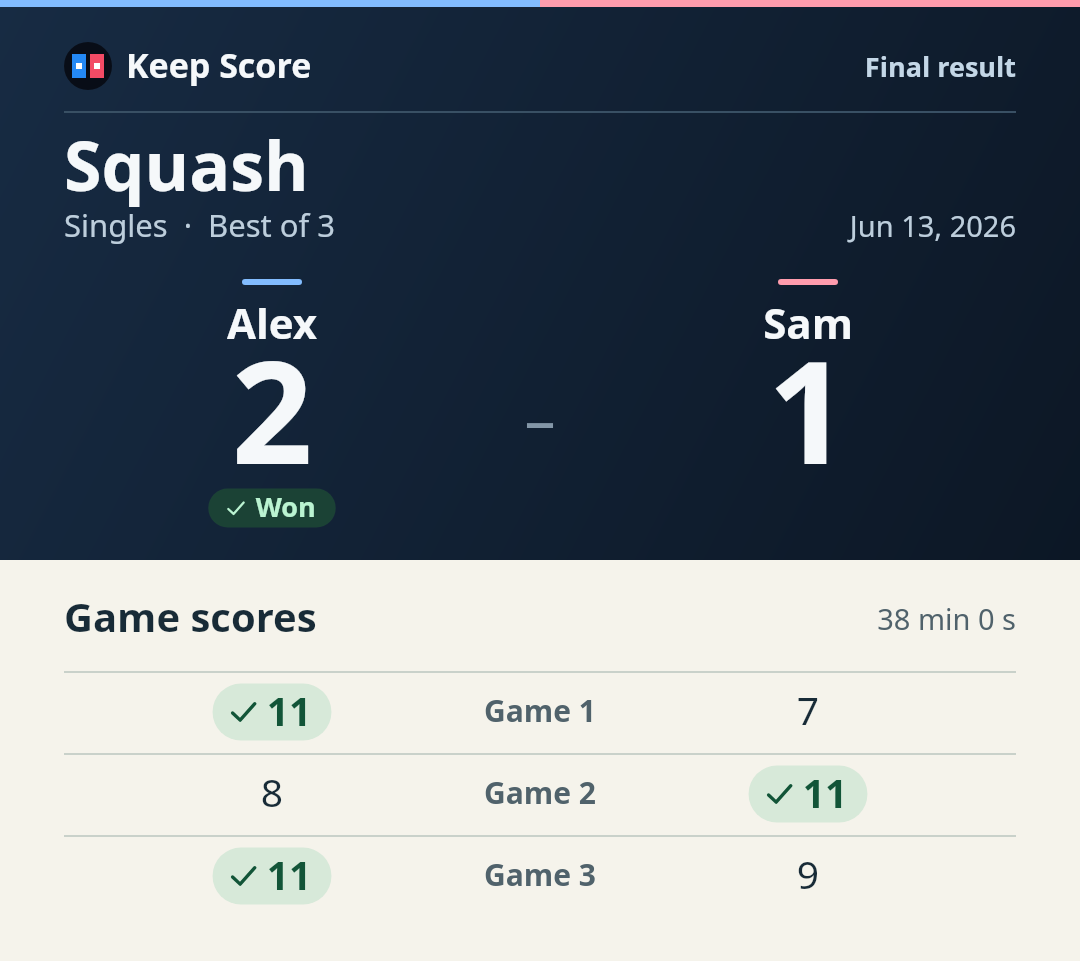 Keep Score
Final result
Squash
Singles · Best of 3
Jun 13, 2026
Alex
Sam
2 – 1
Won
Game scores
38 min 0 s
11 Game 1 7
8 Game 2 11
11 Game 3 9